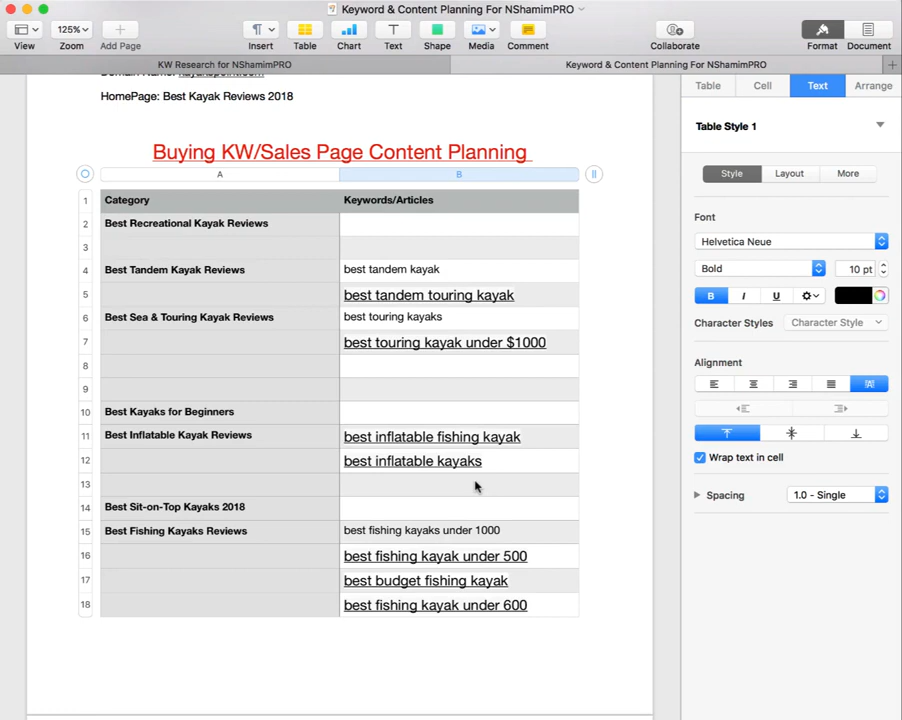 Keyword & Content Planning For NShamimPRO
125%
View Zoom Add Page Insert Table Chart Text Shape Media Comment Collaborate Format Document
KW Research for NShamimPRO Keyword & Content Planning For NShamimPRO
Domain Name: kayakspoint.com
HomePage: Best Kayak Reviews 2018
Buying KW/Sales Page Content Planning
A B
1 Category Keywords/Articles
2 Best Recreational Kayak Reviews
3
4 Best Tandem Kayak Reviews best tandem kayak
5 best tandem touring kayak
6 Best Sea & Touring Kayak Reviews best touring kayaks
7 best touring kayak under $1000
8
9
10 Best Kayaks for Beginners
11 Best Inflatable Kayak Reviews best inflatable fishing kayak
12 best inflatable kayaks
13
14 Best Sit-on-Top Kayaks 2018
15 Best Fishing Kayaks Reviews best fishing kayaks under 1000
16 best fishing kayak under 500
17 best budget fishing kayak
18 best fishing kayak under 600
Table Cell Text Arrange
Table Style 1
Style Layout More
Font
Helvetica Neue
Bold 10 pt
B I U
Character Styles Character Style
Alignment
Wrap text in cell
Spacing 1.0 - Single